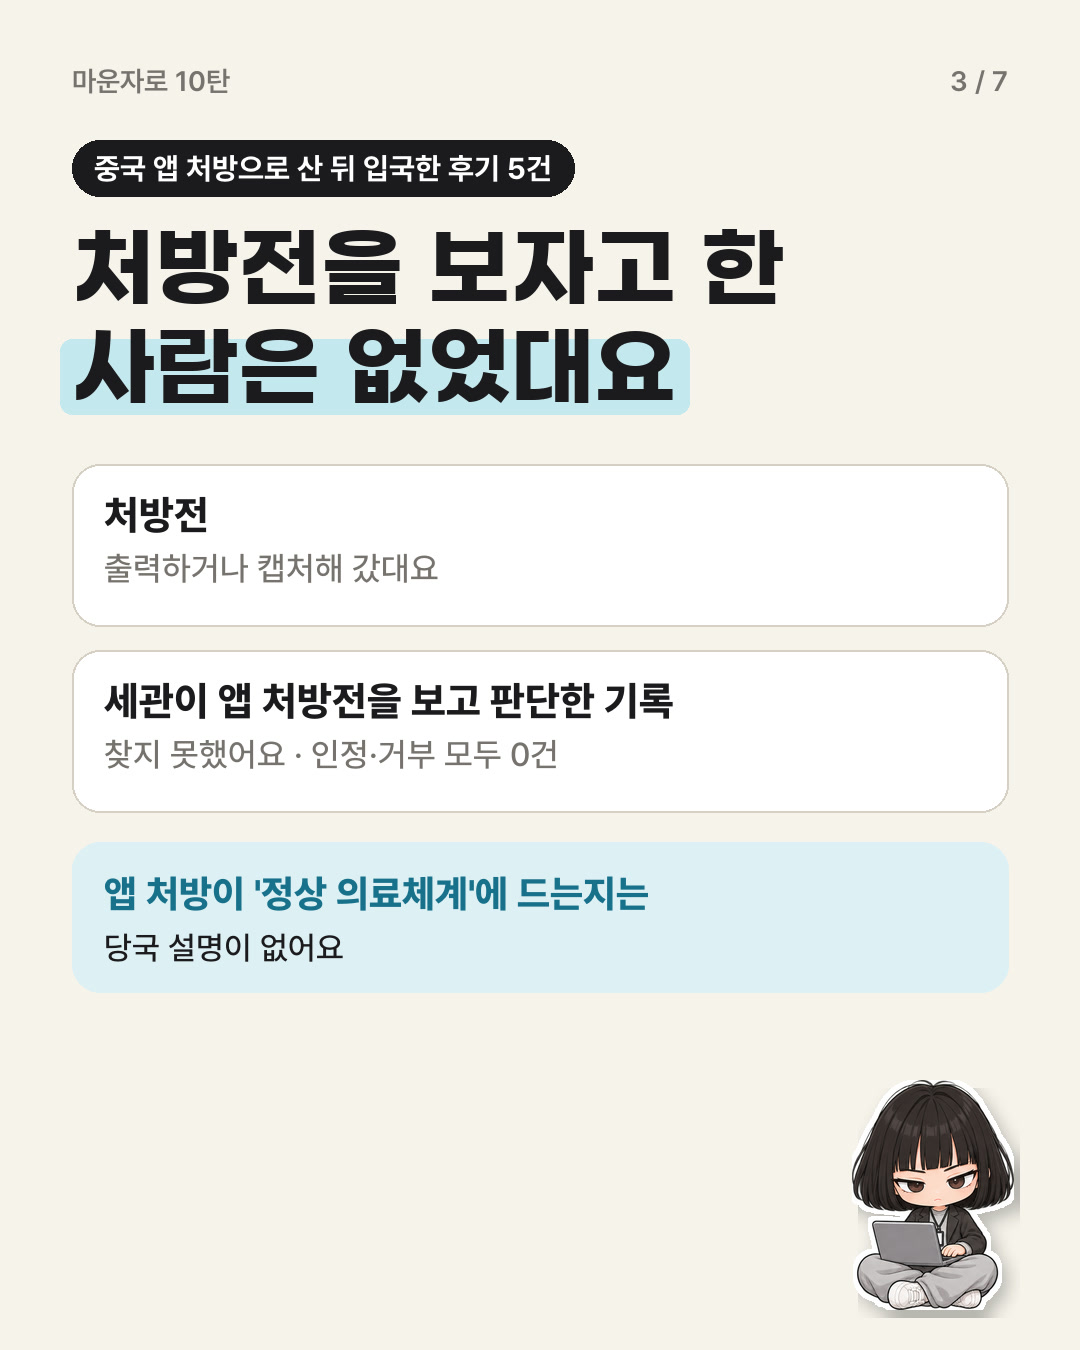 마운자로 10탄
3 / 7
중국 앱 처방으로 산 뒤 입국한 후기 5건
처방전을 보자고 한
사람은 없었대요
처방전
출력하거나 캡처해 갔대요
세관이 앱 처방전을 보고 판단한 기록
찾지 못했어요 · 인정·거부 모두 0건
앱 처방이 '정상 의료체계'에 드는지는
당국 설명이 없어요